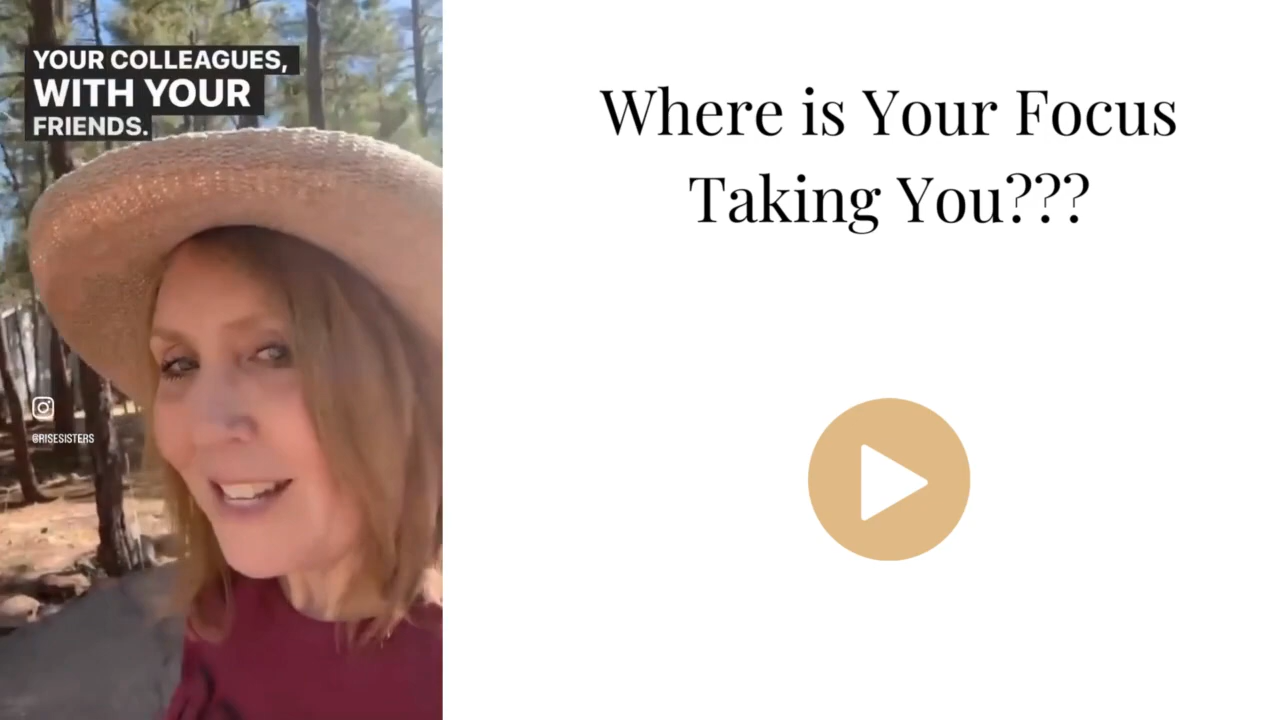 YOUR COLLEAGUES,
WITH YOUR
FRIENDS.
@RISESISTERS
Where is Your Focus
Taking You???